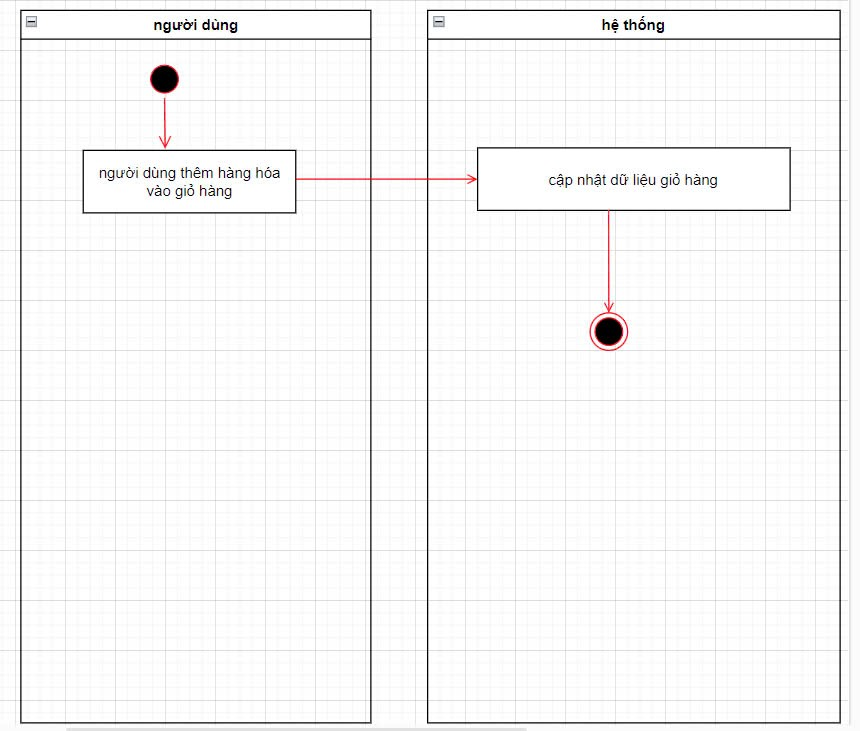 người dùng
hệ thống
người dùng thêm hàng hóa
vào giỏ hàng
cập nhật dữ liệu giỏ hàng